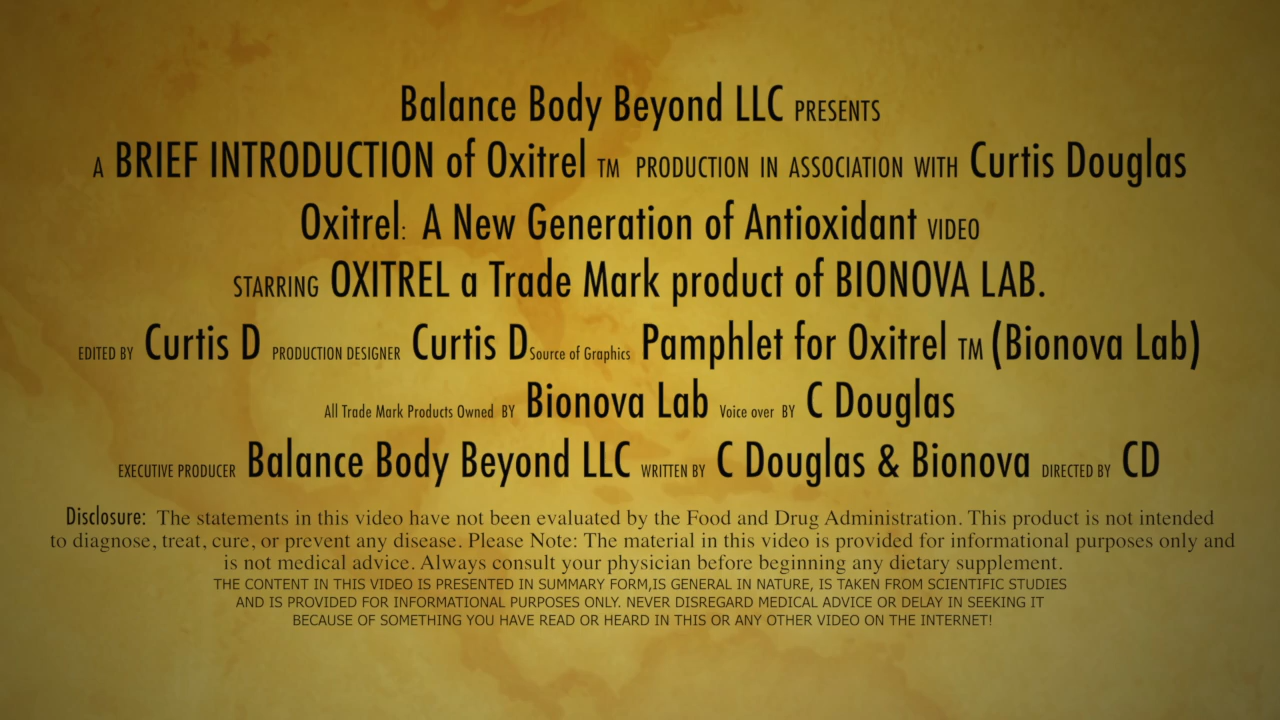 Balance Body Beyond LLC PRESENTS
A BRIEF INTRODUCTION of Oxitrel TM PRODUCTION IN ASSOCIATION WITH Curtis Douglas
Oxitrel: A New Generation of Antioxidant VIDEO
STARRING OXITREL a Trade Mark product of BIONOVA LAB.
EDITED BY Curtis D PRODUCTION DESIGNER Curtis D Source of Graphics Pamphlet for Oxitrel TM (Bionova Lab)
All Trade Mark Products Owned BY Bionova Lab Voice over BY C Douglas
EXECUTIVE PRODUCER Balance Body Beyond LLC WRITTEN BY C Douglas & Bionova DIRECTED BY CD
Disclosure: The statements in this video have not been evaluated by the Food and Drug Administration. This product is not intended
to diagnose, treat, cure, or prevent any disease. Please Note: The material in this video is provided for informational purposes only and
is not medical advice. Always consult your physician before beginning any dietary supplement.
THE CONTENT IN THIS VIDEO IS PRESENTED IN SUMMARY FORM,IS GENERAL IN NATURE, IS TAKEN FROM SCIENTIFIC STUDIES
AND IS PROVIDED FOR INFORMATIONAL PURPOSES ONLY. NEVER DISREGARD MEDICAL ADVICE OR DELAY IN SEEKING IT
BECAUSE OF SOMETHING YOU HAVE READ OR HEARD IN THIS OR ANY OTHER VIDEO ON THE INTERNET!